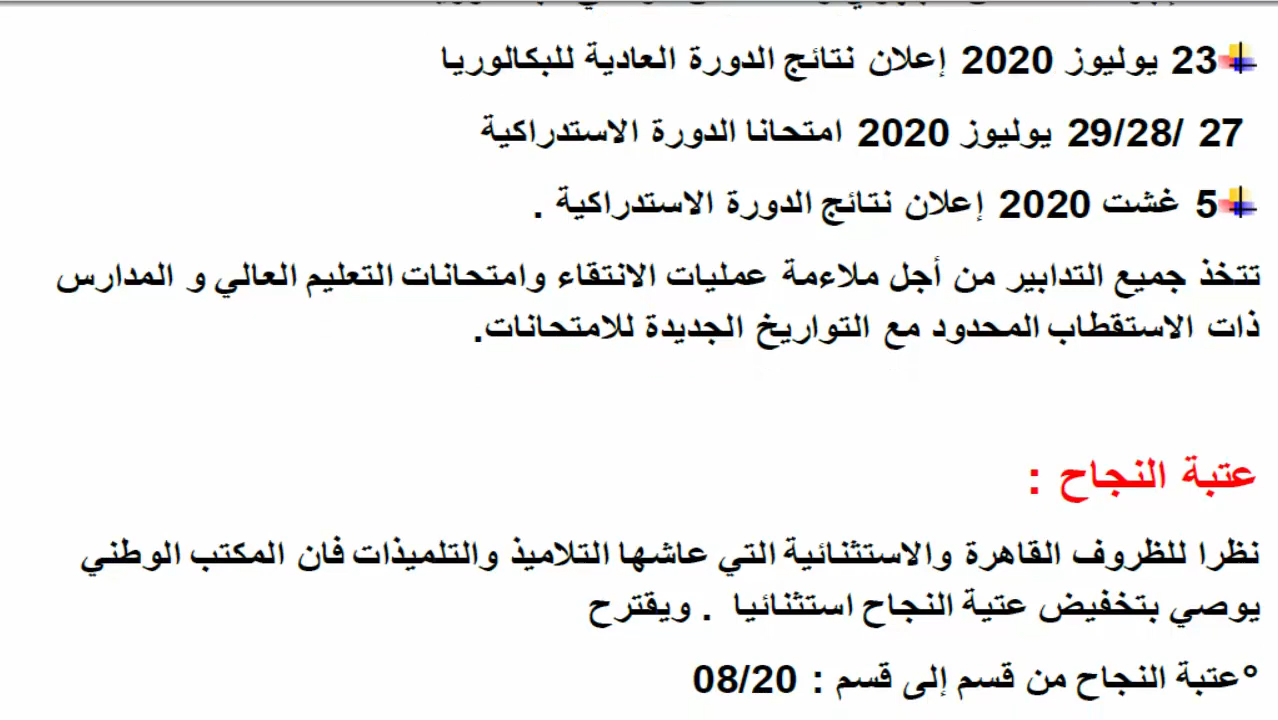 23 يوليوز 2020 إعلان نتائج الدورة العادية للبكالوريا
27 /29/28 يوليوز 2020 امتحانا الدورة الاستدراكية
5 غشت 2020 إعلان نتائج الدورة الاستدراكية .
تتخذ جميع التدابير من أجل ملاءمة عمليات الانتقاء وامتحانات التعليم العالي و المدارس
ذات الاستقطاب المحدود مع التواريخ الجديدة للامتحانات.
عتبة النجاح :
نظرا للظروف القاهرة والاستثنائية التي عاشها التلاميذ والتلميذات فان المكتب الوطني
يوصي بتخفيض عتية النجاح استثنائيا . ويقترح
°عتبة النجاح من قسم إلى قسم : 08/20